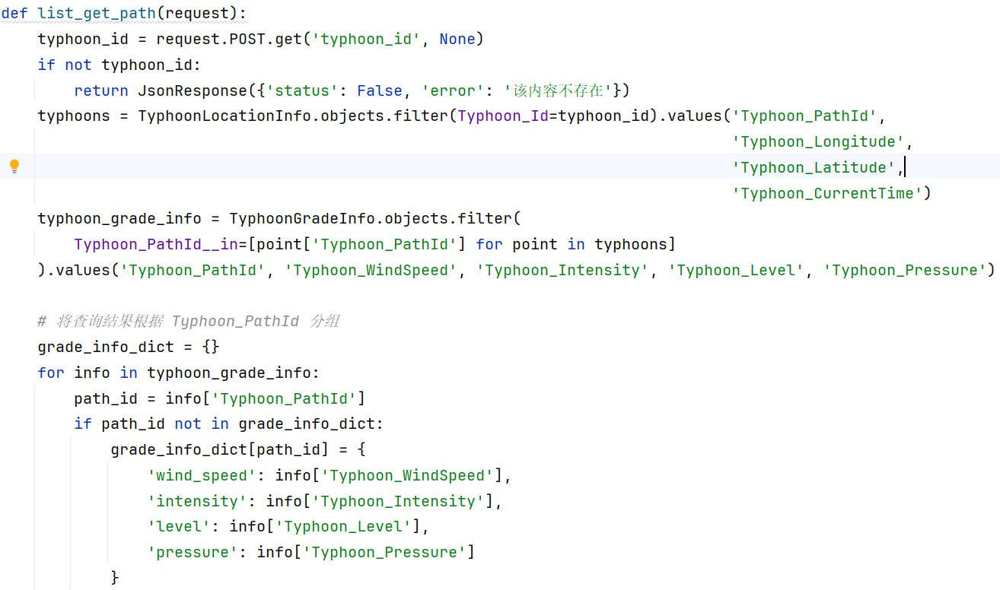 def list_get_path(request):
    typhoon_id = request.POST.get('typhoon_id', None)
    if not typhoon_id:
        return JsonResponse({'status': False, 'error': '该内容不存在'})
    typhoons = TyphoonLocationInfo.objects.filter(Typhoon_Id=typhoon_id).values('Typhoon_PathId',
                                                                                'Typhoon_Longitude',
                                                                                'Typhoon_Latitude',
                                                                                'Typhoon_CurrentTime')
    typhoon_grade_info = TyphoonGradeInfo.objects.filter(
        Typhoon_PathId__in=[point['Typhoon_PathId'] for point in typhoons]
    ).values('Typhoon_PathId', 'Typhoon_WindSpeed', 'Typhoon_Intensity', 'Typhoon_Level', 'Typhoon_Pressure')
    # 将查询结果根据 Typhoon_PathId 分组
    grade_info_dict = {}
    for info in typhoon_grade_info:
        path_id = info['Typhoon_PathId']
        if path_id not in grade_info_dict:
            grade_info_dict[path_id] = {
                'wind_speed': info['Typhoon_WindSpeed'],
                'intensity': info['Typhoon_Intensity'],
                'level': info['Typhoon_Level'],
                'pressure': info['Typhoon_Pressure']
            }